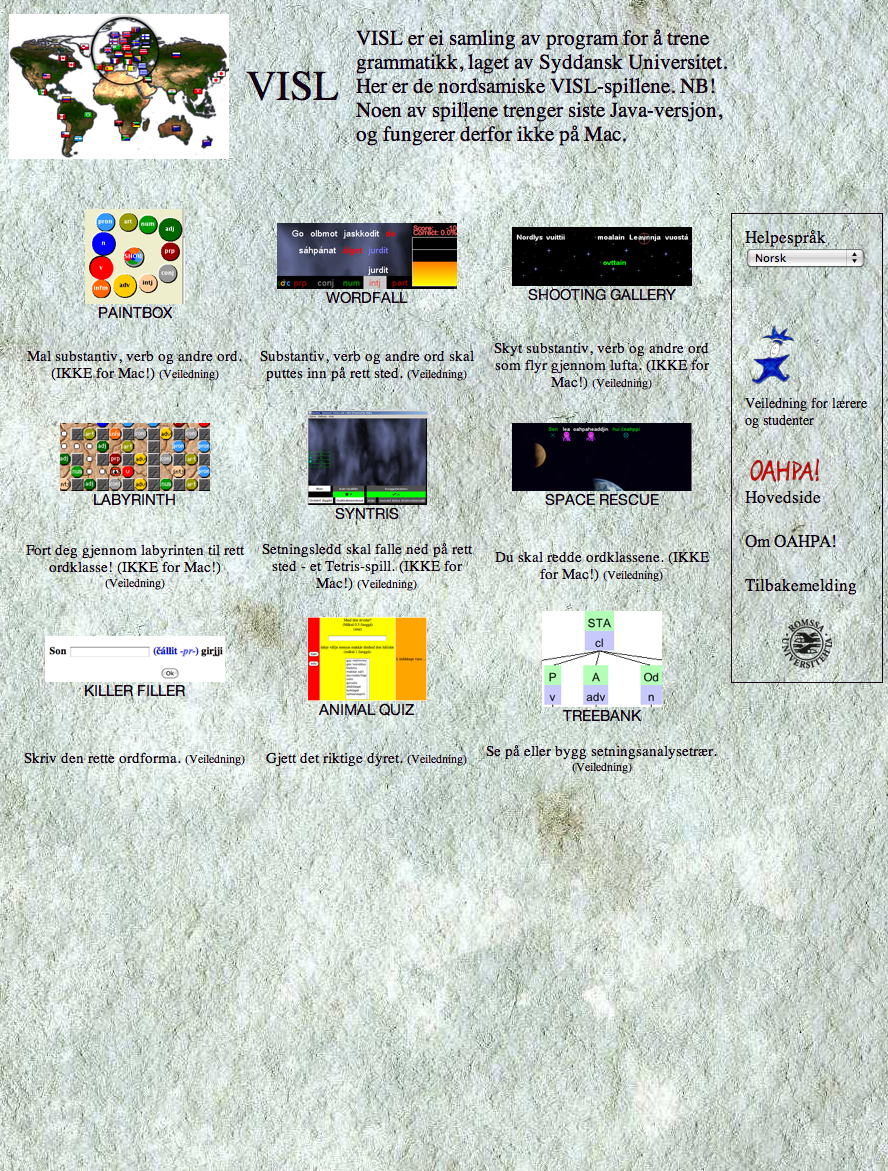 VISL
VISL er ei samling av program for å trene
grammatikk, laget av Syddansk Universitet.
Her er de nordsamiske VISL-spillene. NB!
Noen av spillene trenger siste Java-versjon,
og fungerer derfor ikke på Mac.
pron
art
num
adj
n
SHOW
prp
v
conj
infm
adv
intj
PAINTBOX
Go olbmot jaskkodit
sáhpánat
jurdit
jurdit
Score: -10
Correct: 0.0%
prp conj num intj part
WORDFALL
Nordlys vuittii moalain vuostá
ovttain
SHOOTING GALLERY
Mal substantiv, verb og andre ord.
(IKKE for Mac!) (Veiledning)
Substantiv, verb og andre ord skal
puttes inn på rett sted. (Veiledning)
Skyt substantiv, verb og andre ord
som flyr gjennom lufta. (IKKE for
Mac!) (Veiledning)
LABYRINTH
SYNTRIS
Son lea oahpaheaddjin
SPACE RESCUE
Fort deg gjennom labyrinten til rett
ordklasse! (IKKE for Mac!)
(Veiledning)
Setningsledd skal falle ned på rett
sted - et Tetris-spill. (IKKE for
Mac!) (Veiledning)
Du skal redde ordklassene. (IKKE
for Mac!) (Veiledning)
Son (čállit -pr-) girjji
Ok
KILLER FILLER
ANIMAL QUIZ
STA
cl
P A Od
v adv n
TREEBANK
Skriv den rette ordforma. (Veiledning)
Gjett det riktige dyret. (Veiledning)
Se på eller bygg setningsanalysetrær.
(Veiledning)
Helpespråk
Norsk
Veiledning for lærere
og studenter
OAHPA!
Hovedside
Om OAHPA!
Tilbakemelding
ROMSSA UNIVERSITEHTA